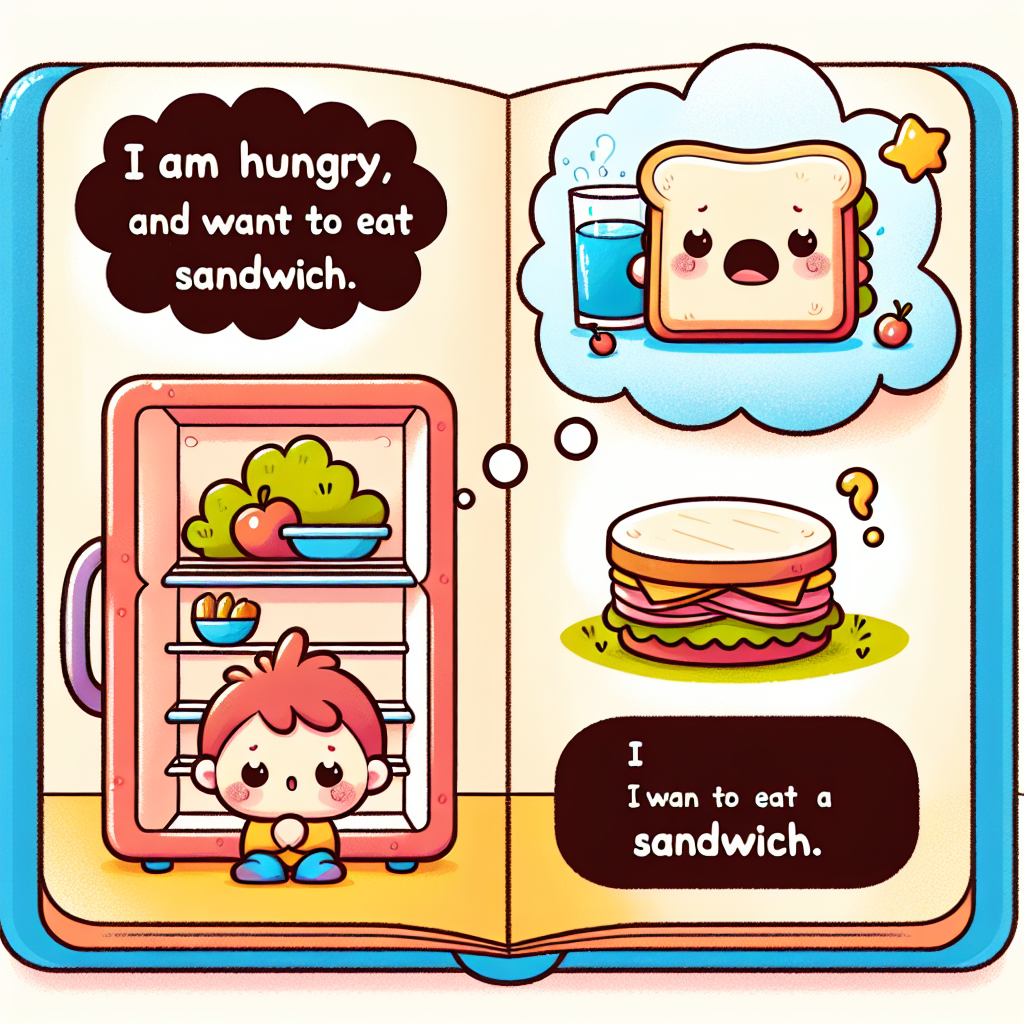 I am hungry,
and want to eat
sandwich.
I
I wan to eat a
sandwich.